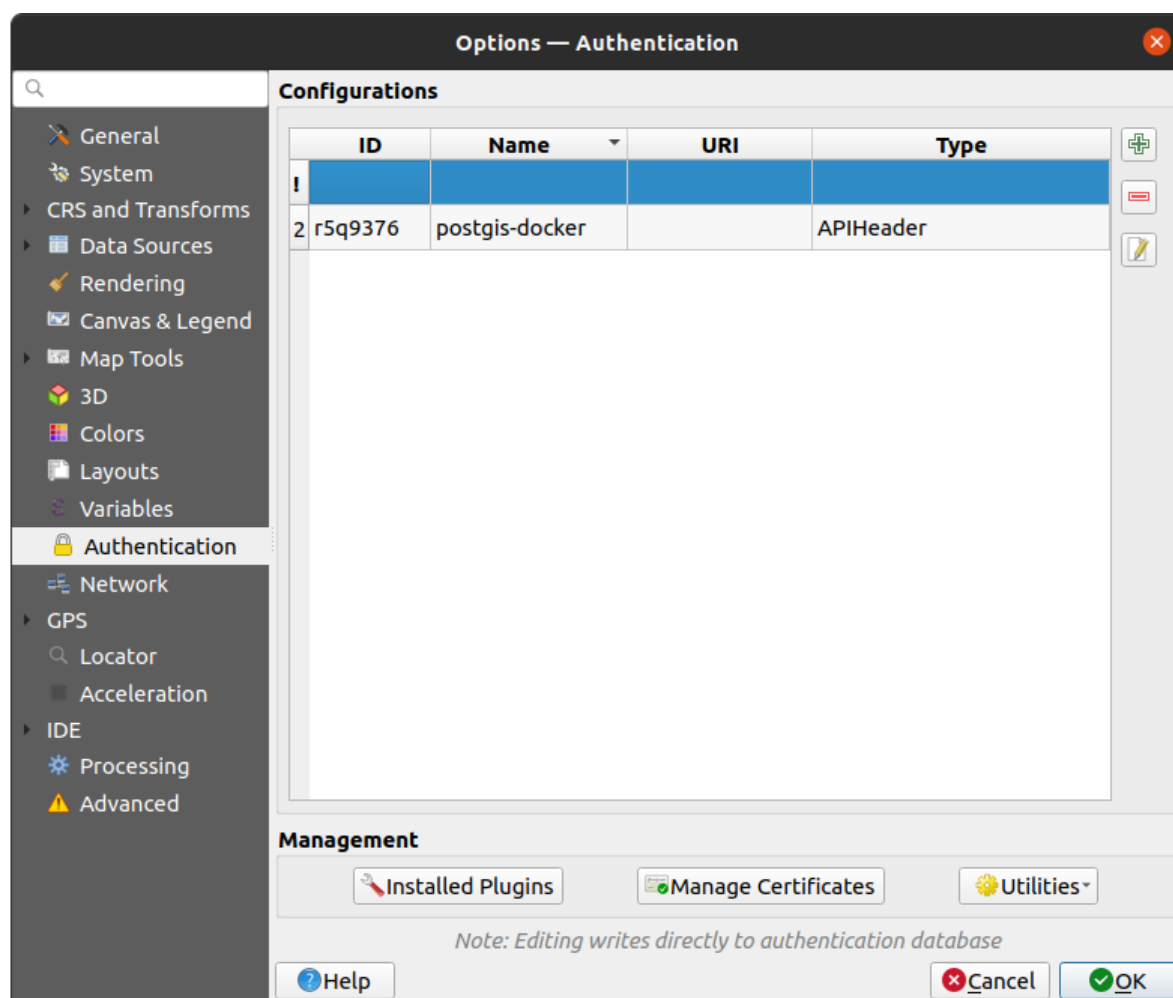 Options — Authentication
General
System
CRS and Transforms
Data Sources
Rendering
Canvas & Legend
Map Tools
3D
Colors
Layouts
Variables
Authentication
Network
GPS
Locator
Acceleration
IDE
Processing
Advanced
Configurations
ID Name URI Type
!
2 r5q9376 postgis-docker APIHeader
Management
Installed Plugins Manage Certificates Utilities
Note: Editing writes directly to authentication database
Help Cancel OK